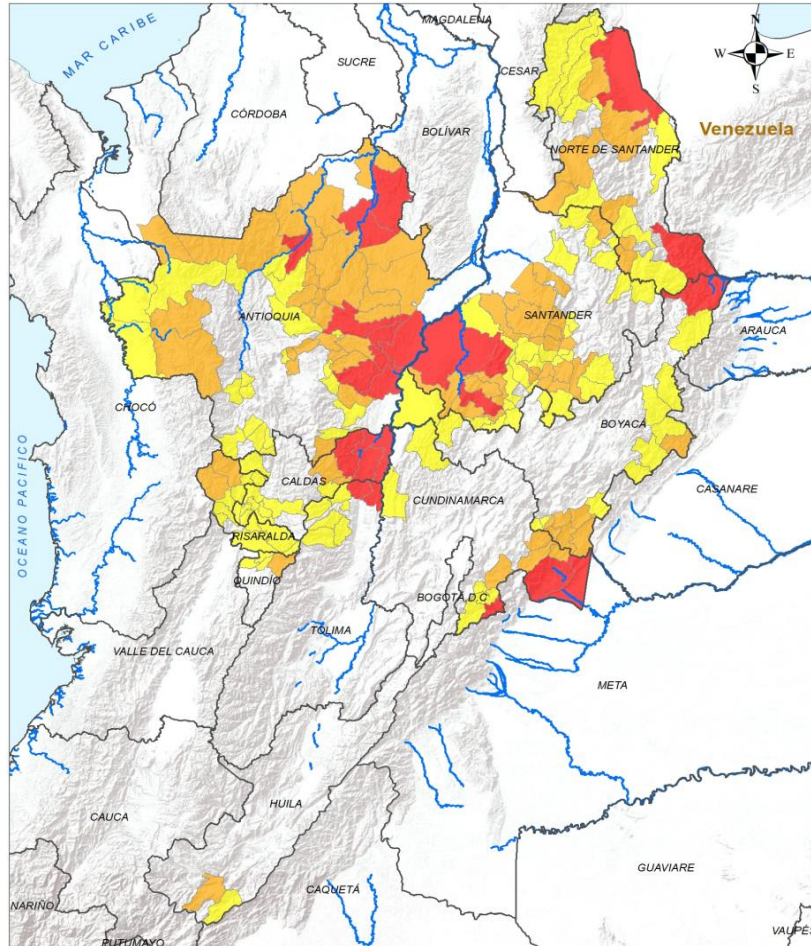 MAGDALENA
MAR CARIBE
SUCRE
CESAR
N
W E
S
CÓRDOBA
BOLÍVAR
Venezuela
NORTE DE SANTANDER
ANTIOQUIA
SANTANDER
ARAUCA
CHOCÓ
BOYACÁ
CALDAS
CASANARE
CUNDINAMARCA
OCEANO PACIFICO
RISARALDA
QUINDÍO
BOGOTÁ D.C
TOLIMA
VALLE DEL CAUCA
META
HUILA
CAUCA
GUAVIARE
CAQUETÁ
NARIÑO
PUTUMAYO
VAUPE